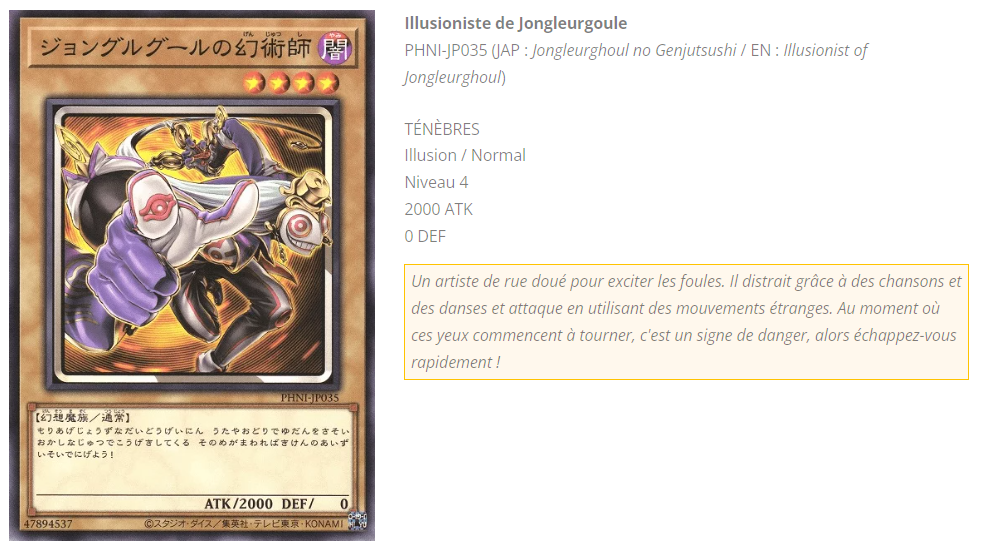 ジョングルグールの幻術師
げん じゅつ し
闇
やみ
PHNI-JP035
【幻想魔族／通常】
もりあげじょうずなだいどうげいにん　うたやおどりでゆだんをさそい
おかしなじゅつでこうげきしてくる　そのめがまわればきけんのあいず
いそいでにげよう！
ATK/2000 DEF/ 0
47894537
©スタジオ・ダイス／集英社・テレビ東京・KONAMI
Illusioniste de Jongleurgoule
PHNI-JP035 (JAP : Jongleurghoul no Genjutsushi / EN : Illusionist of
Jongleurghoul)
TÉNÈBRES
Illusion / Normal
Niveau 4
2000 ATK
0 DEF
Un artiste de rue doué pour exciter les foules. Il distrait grâce à des chansons et
des danses et attaque en utilisant des mouvements étranges. Au moment où
ces yeux commencent à tourner, c'est un signe de danger, alors échappez-vous
rapidement !